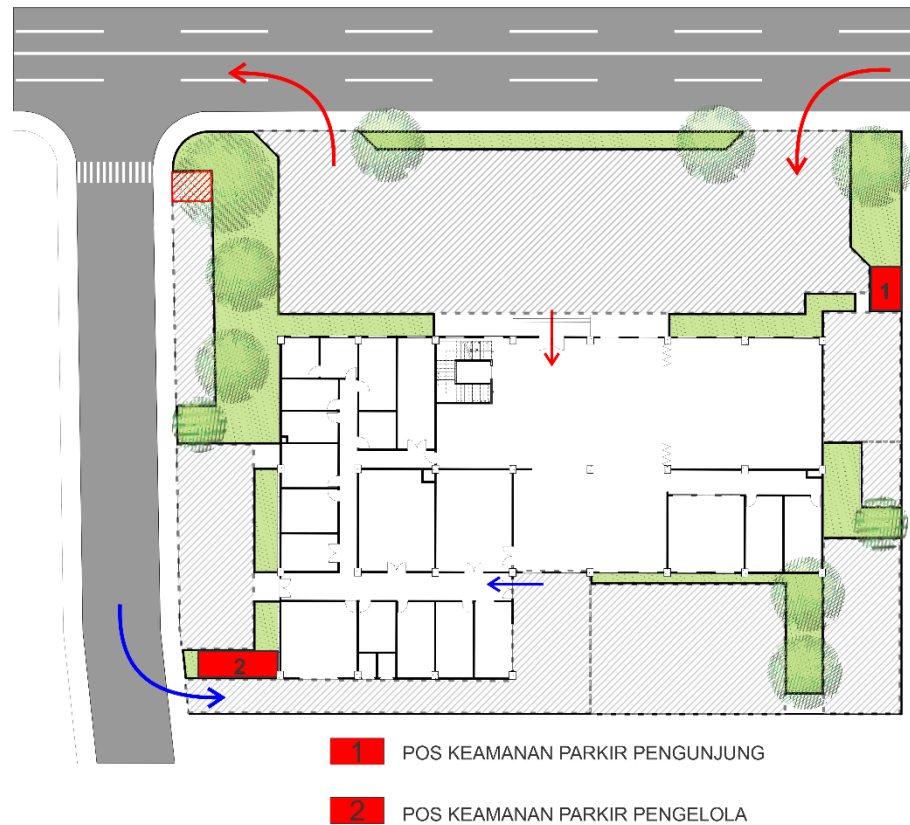 1
2
1 POS KEAMANAN PARKIR PENGUNJUNG
2 POS KEAMANAN PARKIR PENGELOLA